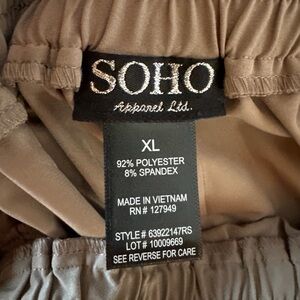 SOHO
Apparel Ltd.
XL
92% POLYESTER
8% SPANDEX
MADE IN VIETNAM
RN# 127949
STYLE# 63922147RS
LOT# 10009669
SEE REVERSE FOR CARE